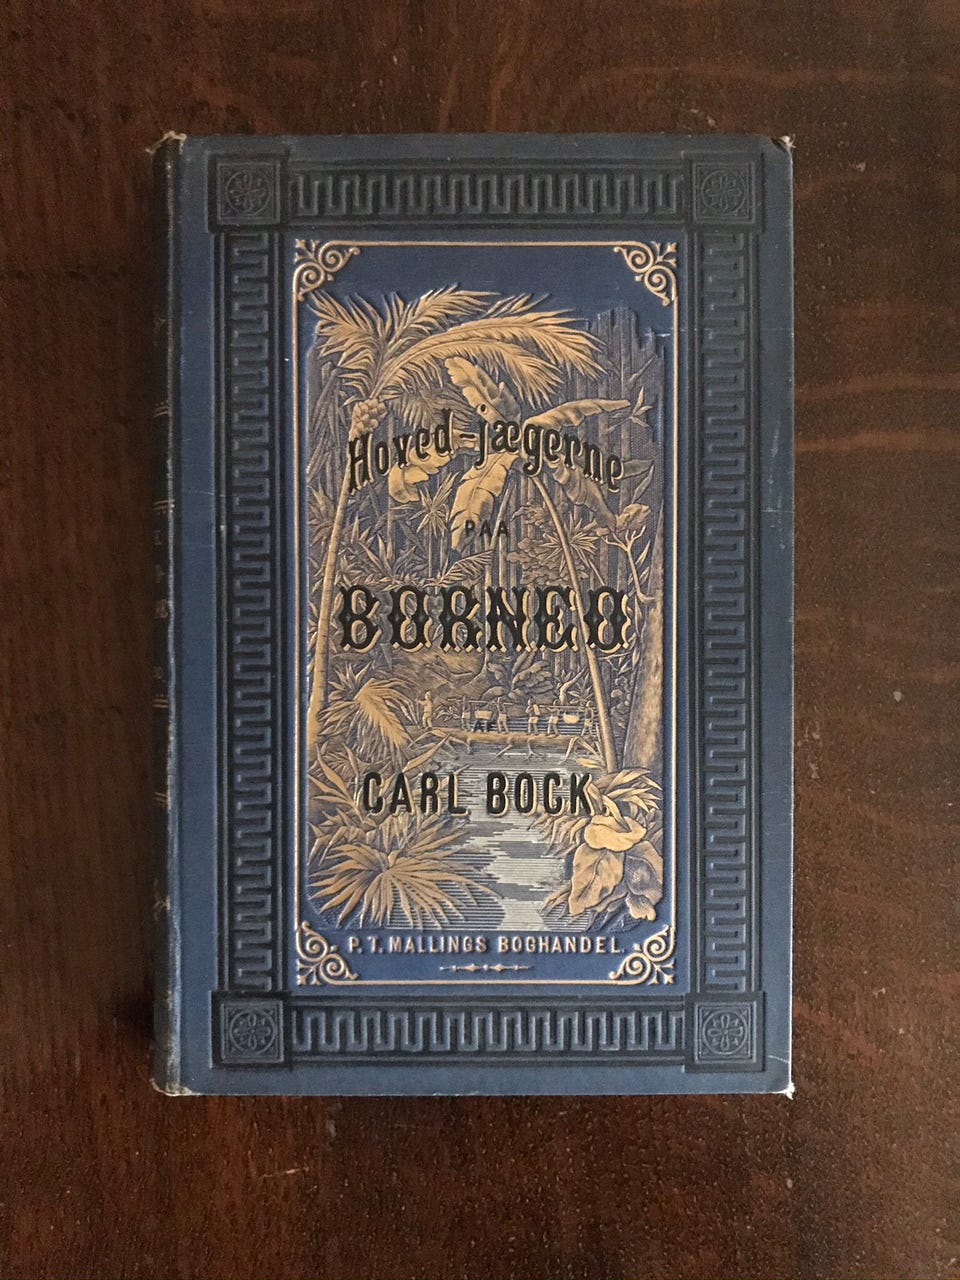 Hoved-jægerne
PAA
BORNEO
AF
CARL BOCK
P. T. MALLINGS BOGHANDEL.